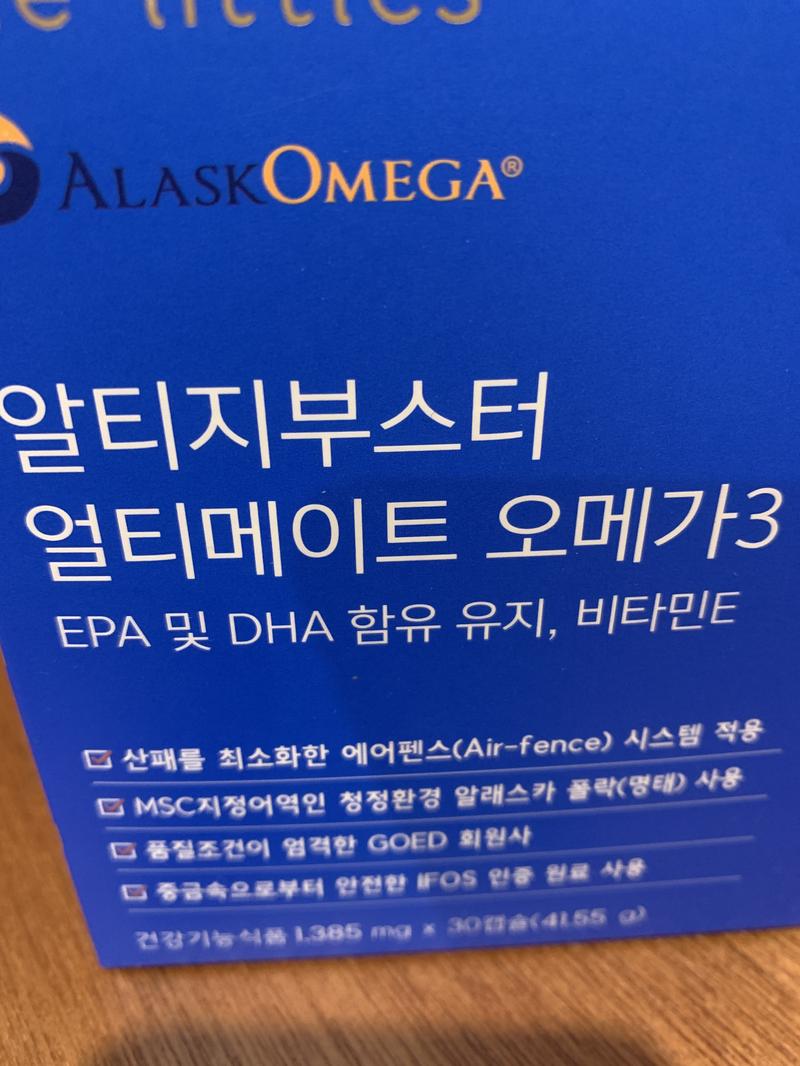 e littles
ALASKOMEGA®
알티지부스터
얼티메이트 오메가3
EPA 및 DHA 함유 유지, 비타민E
산패를 최소화한 에어펜스(Air-fence) 시스템 적용
MSC지정어역인 청정환경 알래스카 폴락(명태) 사용
품질조건이 엄격한 GOED 회원사
중금속으로부터 안전한 IFOS 인증 원료 사용
건강기능식품 1,385 mg x 30캡슐(41.55 g)